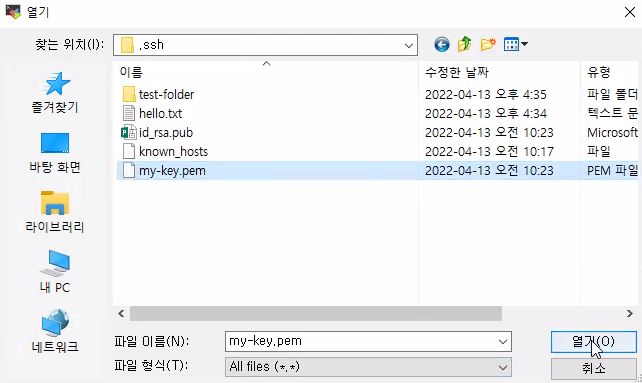 열기
찾는 위치(I):
.ssh
이름
수정한 날짜
유형
test-folder
2022-04-13 오후 4:35
파일 폴더
hello.txt
2022-04-13 오후 4:34
텍스트 문
id_rsa.pub
2022-04-13 오전 10:23
Microsoft
known_hosts
2022-04-13 오전 10:17
파일
my-key.pem
2022-04-13 오전 10:23
PEM 파일
즐겨찾기
바탕 화면
라이브러리
내 PC
네트워크
파일 이름(N):
my-key.pem
열기(O)
파일 형식(T):
All files (*.*)
취소